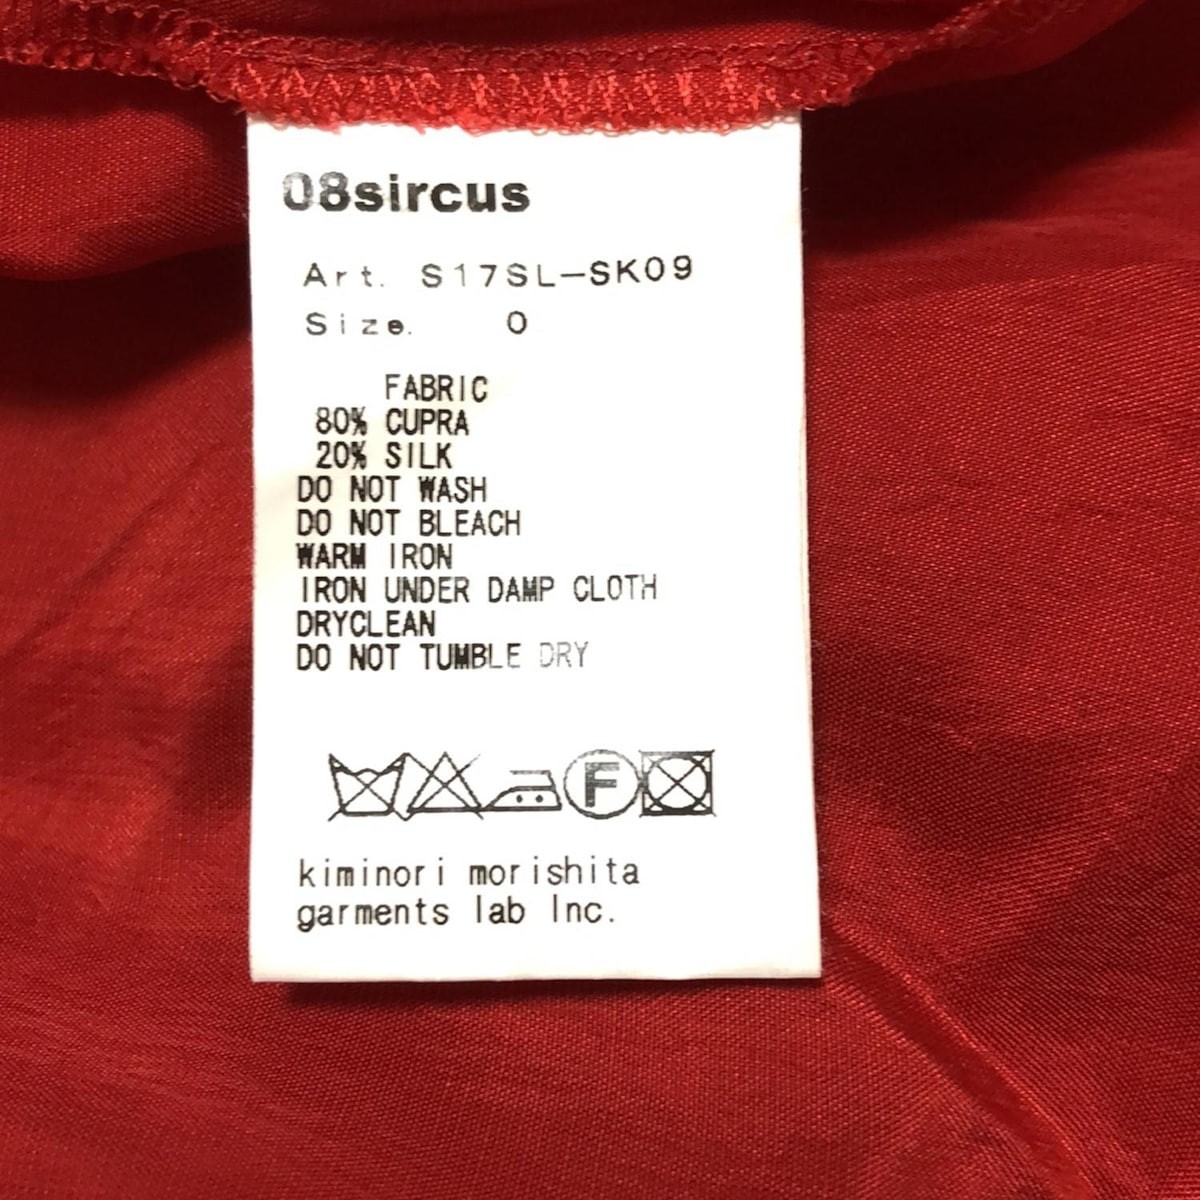 08sircus
Art. S17SL-SK09
Size. 0
FABRIC
80% CUPRA
20% SILK
DO NOT WASH
DO NOT BLEACH
WARM IRON
IRON UNDER DAMP CLOTH
DRYCLEAN
DO NOT TUMBLE DRY
F
kiminori morishita
garments lab Inc.